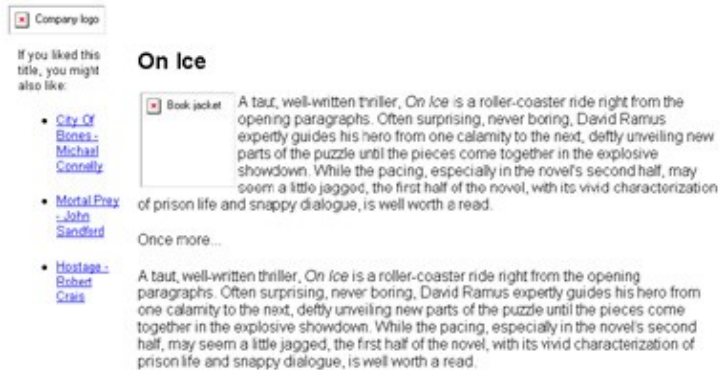 Company logo
If you liked this
title, you might
also like:
City Of
Bones -
Michael
Connelly
Mortal Prey
- John
Sandford
Hostage -
Robert
Crais
On Ice
Book jacket
A taut, well-written thriller, On Ice is a roller-coaster ride right from the
opening paragraphs. Often surprising, never boring, David Ramus
expertly guides his hero from one calamity to the next, deftly unveiling new
parts of the puzzle until the pieces come together in the explosive
showdown. While the pacing, especially in the novel's second half, may
seem a little jagged, the first half of the novel, with its vivid characterization
of prison life and snappy dialogue, is well worth a read.
Once more...
A taut, well-written thriller, On Ice is a roller-coaster ride right from the opening
paragraphs. Often surprising, never boring, David Ramus expertly guides his hero from
one calamity to the next, deftly unveiling new parts of the puzzle until the pieces come
together in the explosive showdown. While the pacing, especially in the novel's second
half, may seem a little jagged, the first half of the novel, with its vivid characterization of
prison life and snappy dialogue, is well worth a read.